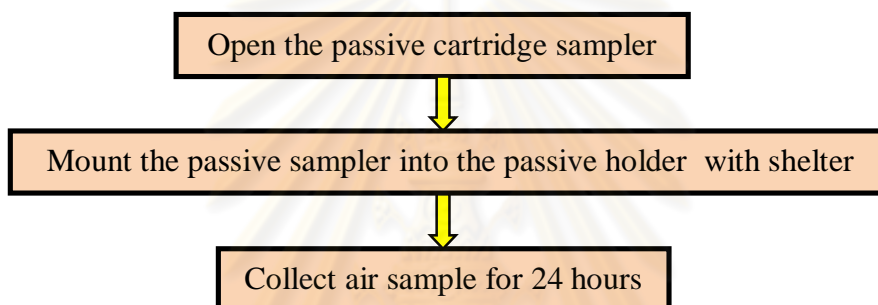 Open the passive cartridge sampler
Mount the passive sampler into the passive holder  with shelter
Collect air sample for 24 hours